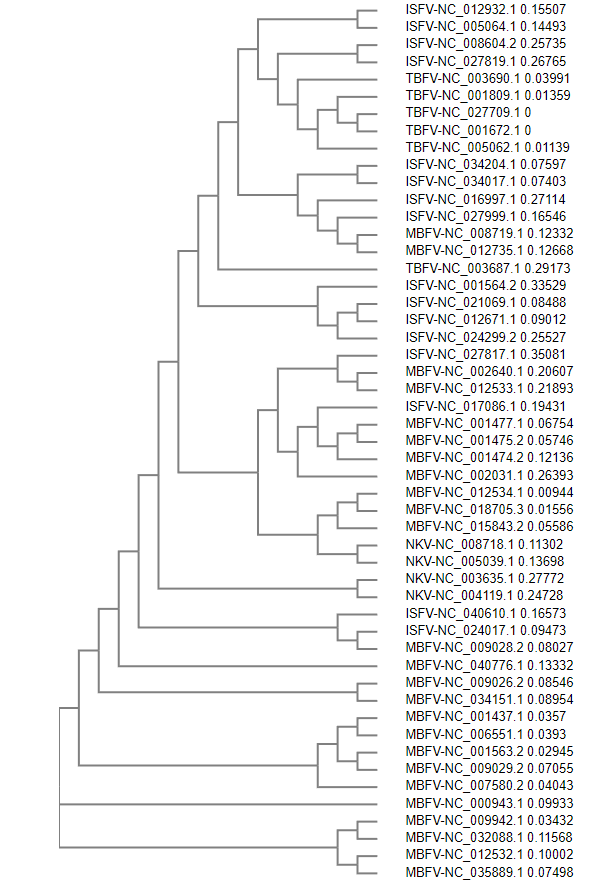 ISFV-NC_012932.1 0.15507
ISFV-NC_005064.1 0.14493
ISFV-NC_008604.2 0.25735
ISFV-NC_027819.1 0.26765
TBFV-NC_003690.1 0.03991
TBFV-NC_001809.1 0.01359
TBFV-NC_027709.1 0
TBFV-NC_001672.1 0
TBFV-NC_005062.1 0.01139
ISFV-NC_034204.1 0.07597
ISFV-NC_034017.1 0.07403
ISFV-NC_016997.1 0.27114
ISFV-NC_027999.1 0.16546
MBFV-NC_008719.1 0.12332
MBFV-NC_012735.1 0.12668
TBFV-NC_003687.1 0.29173
ISFV-NC_001564.2 0.33529
ISFV-NC_021069.1 0.08488
ISFV-NC_012671.1 0.09012
ISFV-NC_024299.2 0.25527
ISFV-NC_027817.1 0.35081
MBFV-NC_002640.1 0.20607
MBFV-NC_012533.1 0.21893
ISFV-NC_017086.1 0.19431
MBFV-NC_001477.1 0.06754
MBFV-NC_001475.2 0.05746
MBFV-NC_001474.2 0.12136
MBFV-NC_002031.1 0.26393
MBFV-NC_012534.1 0.00944
MBFV-NC_018705.3 0.01556
MBFV-NC_015843.2 0.05586
NKV-NC_008718.1 0.11302
NKV-NC_005039.1 0.13698
NKV-NC_003635.1 0.27772
NKV-NC_004119.1 0.24728
ISFV-NC_040610.1 0.16573
ISFV-NC_024017.1 0.09473
MBFV-NC_009028.2 0.08027
MBFV-NC_040776.1 0.13332
MBFV-NC_009026.2 0.08546
MBFV-NC_034151.1 0.08954
MBFV-NC_001437.1 0.0357
MBFV-NC_006551.1 0.0393
MBFV-NC_001563.2 0.02945
MBFV-NC_009029.2 0.07055
MBFV-NC_007580.2 0.04043
MBFV-NC_000943.1 0.09933
MBFV-NC_009942.1 0.03432
MBFV-NC_032088.1 0.11568
MBFV-NC_012532.1 0.10002
MBFV-NC_035889.1 0.07498